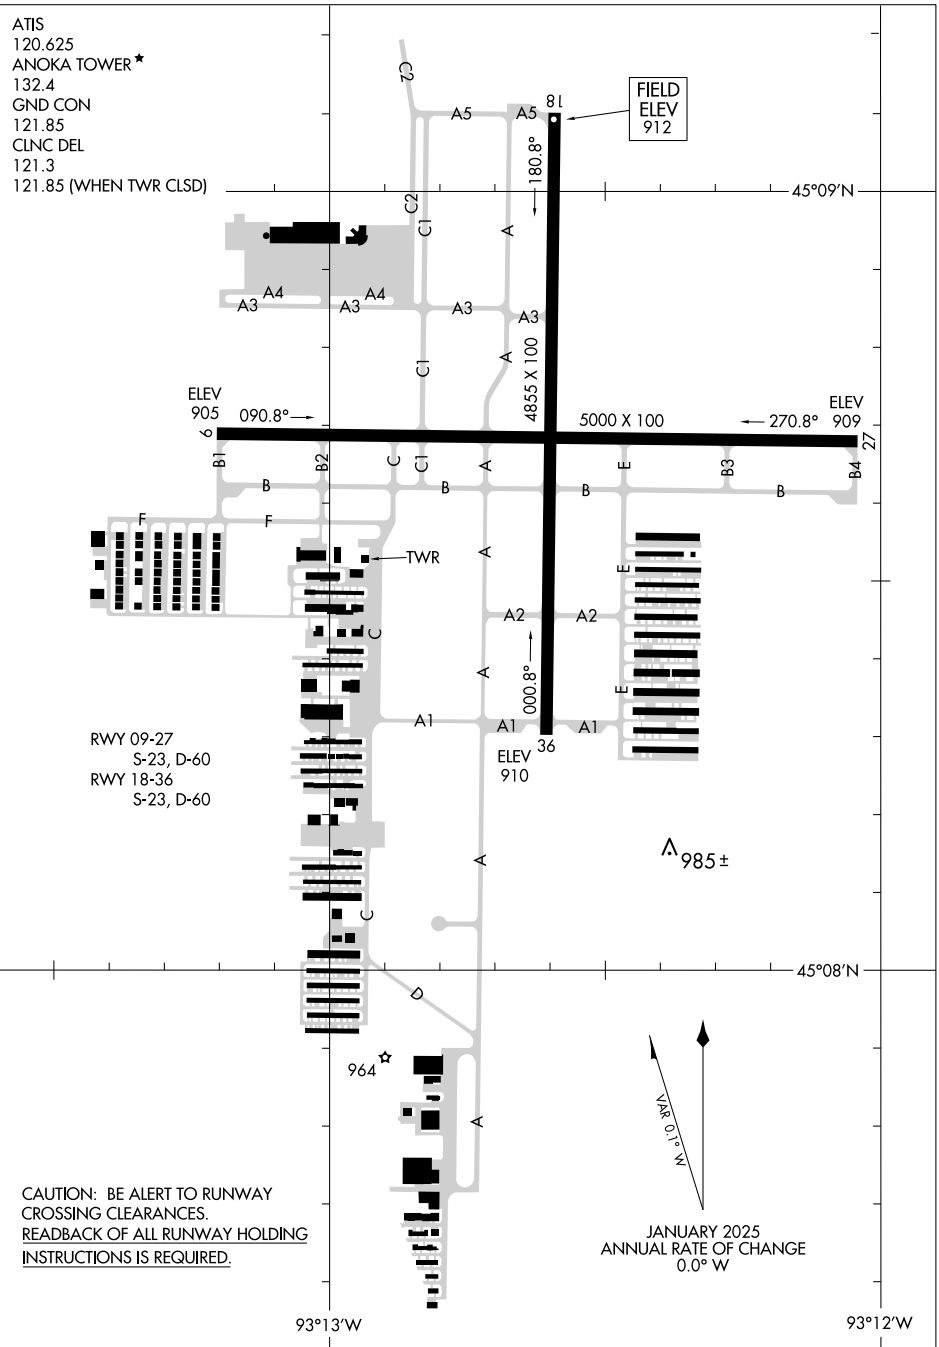 ATIS
120.625
ANOKA TOWER★
132.4
GND CON
121.85
CLNC DEL
121.3
121.85 (WHEN TWR CLSD)
C2
A5
A5
18
FIELD
ELEV
912
180.8°
45°09'N
C2
C1
A
A4
A4
A3
A3
A3
A3
C1
A
4855 X 100
ELEV
905
090.8°
9
5000 X 100
270.8°
ELEV
909
27
B1
B2
C
C1
A
E
B3
B4
B
B
B
B
F
F
TWR
A
E
A2
A2
C
A
000.8°
E
A1
A1
A1
36
ELEV
910
RWY 09-27
S-23, D-60
RWY 18-36
S-23, D-60
A
985±
C
45°08'N
D
964
A
VAR 0.1° W
CAUTION: BE ALERT TO RUNWAY
CROSSING CLEARANCES.
READBACK OF ALL RUNWAY HOLDING
INSTRUCTIONS IS REQUIRED.
JANUARY 2025
ANNUAL RATE OF CHANGE
0.0° W
93°13'W
93°12'W